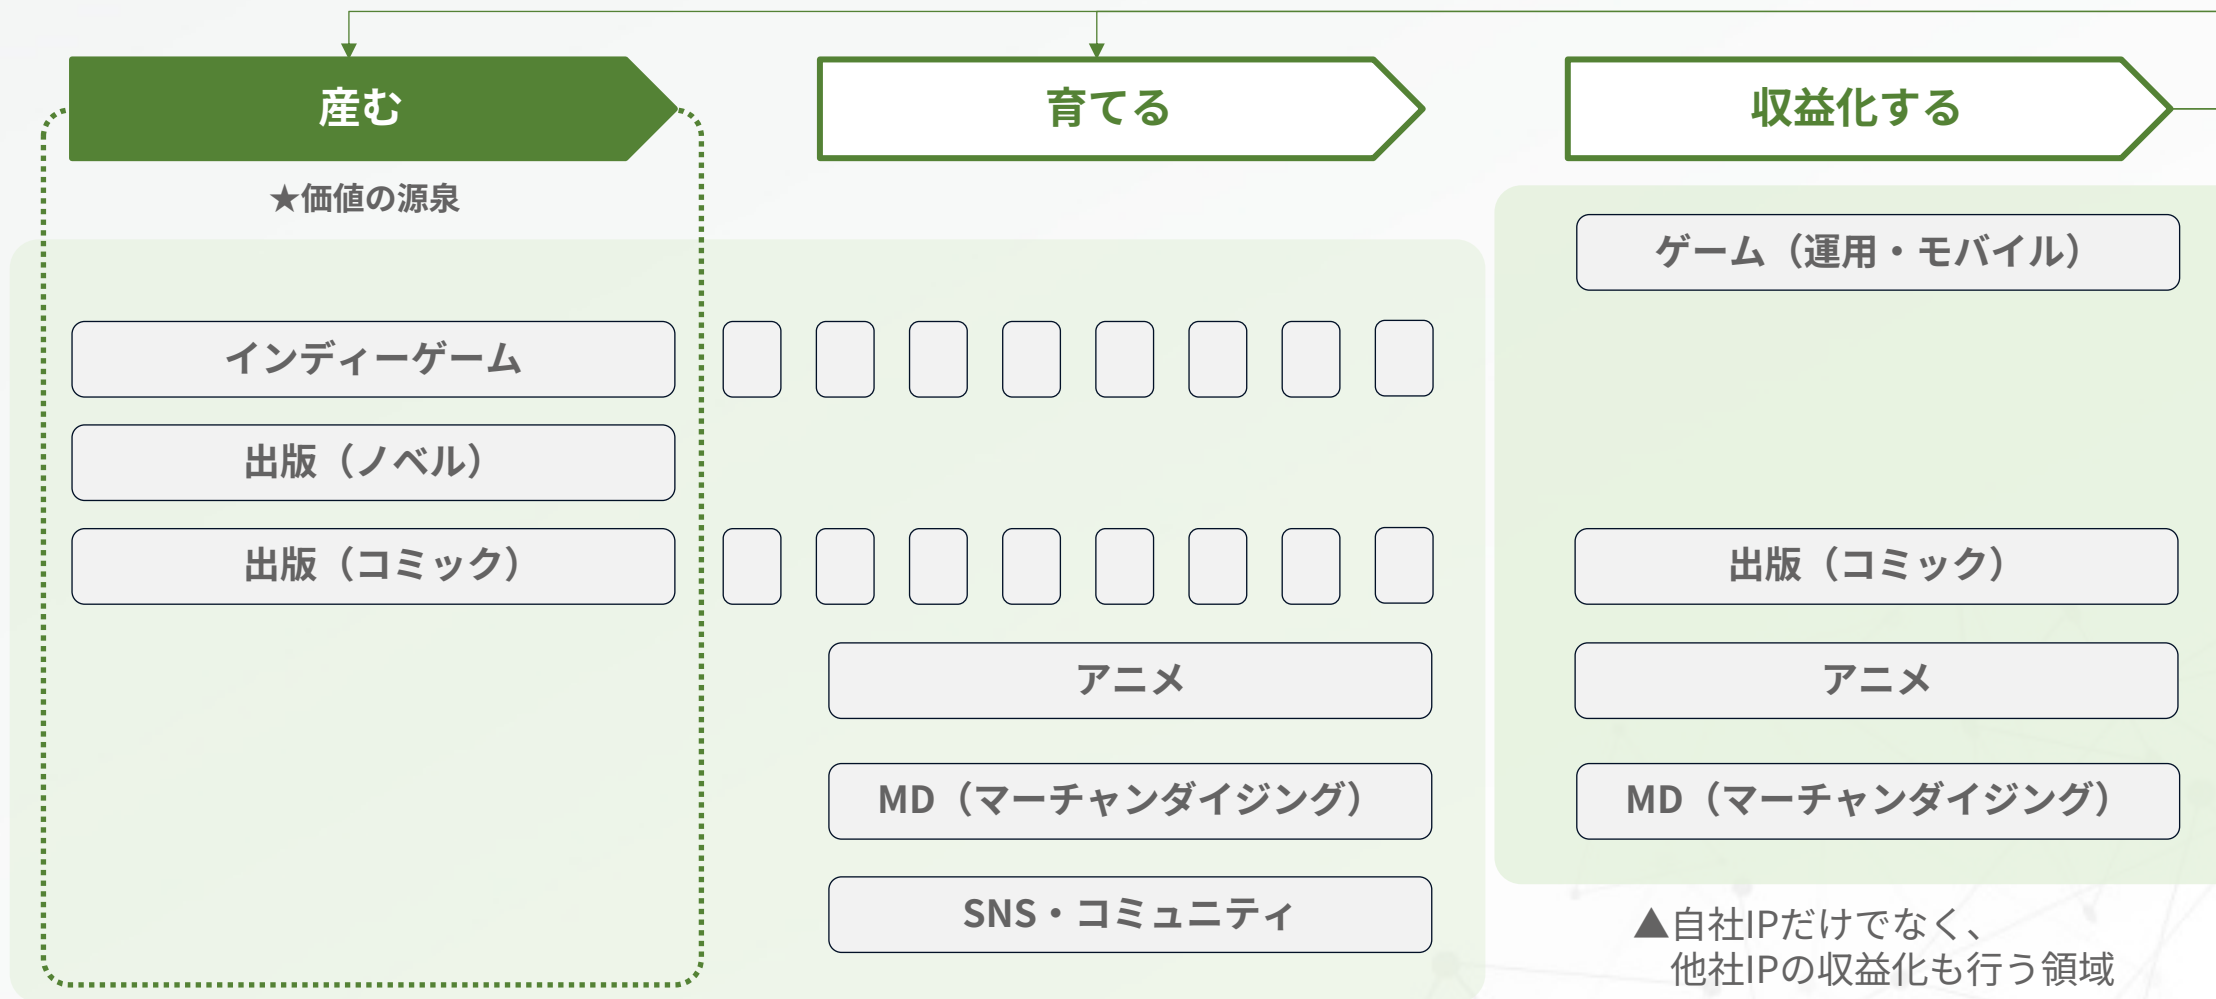 産む
育てる
収益化する
★価値の源泉
ゲーム（運用・モバイル）
インディーゲーム
出版（ノベル）
出版（コミック）
出版（コミック）
アニメ
アニメ
MD（マーチャンダイジング）
MD（マーチャンダイジング）
SNS・コミュニティ
▲自社IPだけでなく、
他社IPの収益化も行う領域